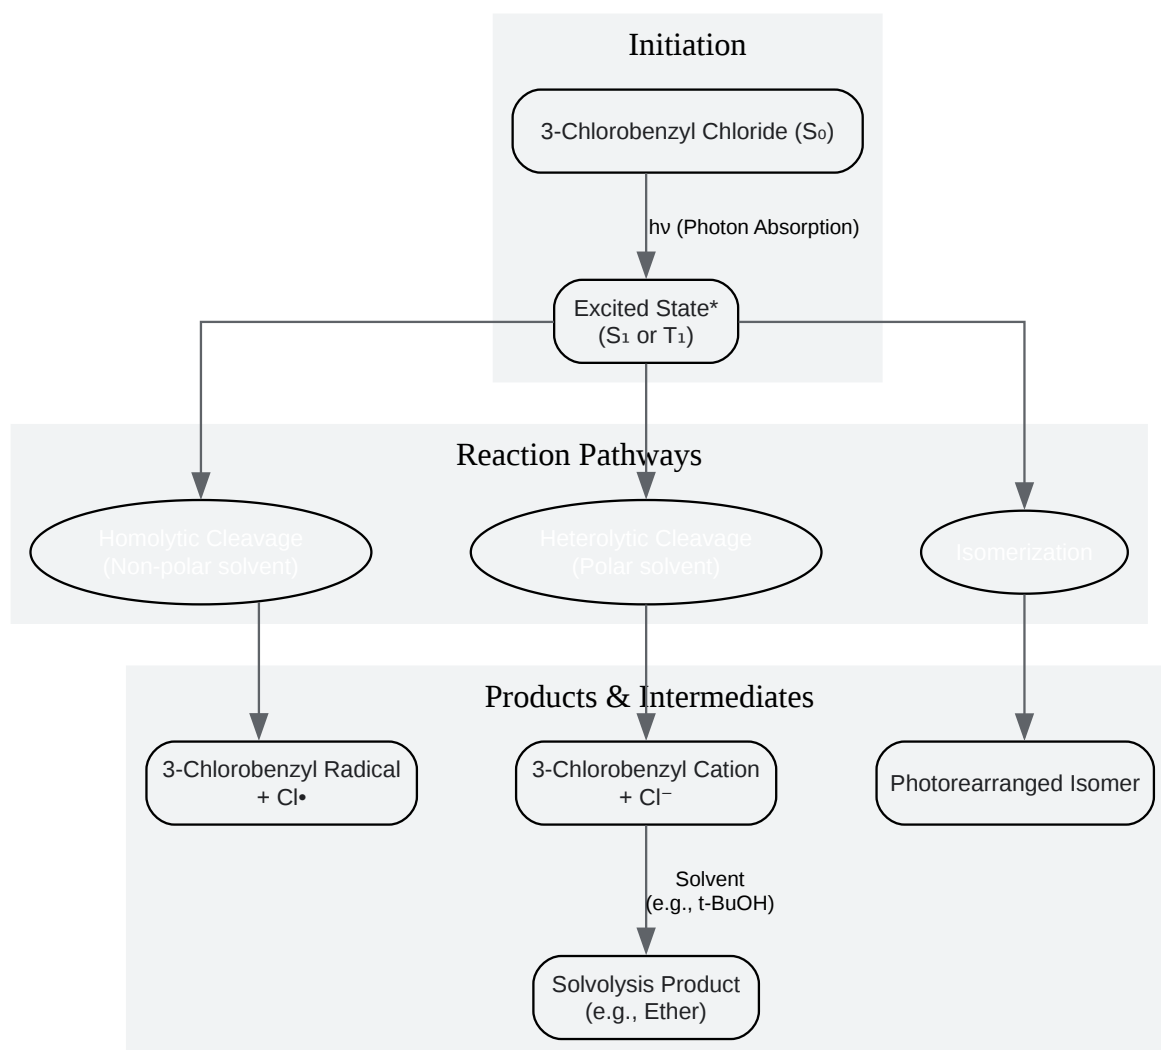 Initiation
3-Chlorobenzyl Chloride (S₀)
hν (Photon Absorption)
Excited State*
(S₁ or T₁)
Reaction Pathways
Homolytic Cleavage
(Non-polar solvent)
Heterolytic Cleavage
(Polar solvent)
Isomerization
Products & Intermediates
3-Chlorobenzyl Radical
+ Cl•
3-Chlorobenzyl Cation
+ Cl⁻
Photorearranged Isomer
Solvent
(e.g., t-BuOH)
Solvolysis Product
(e.g., Ether)